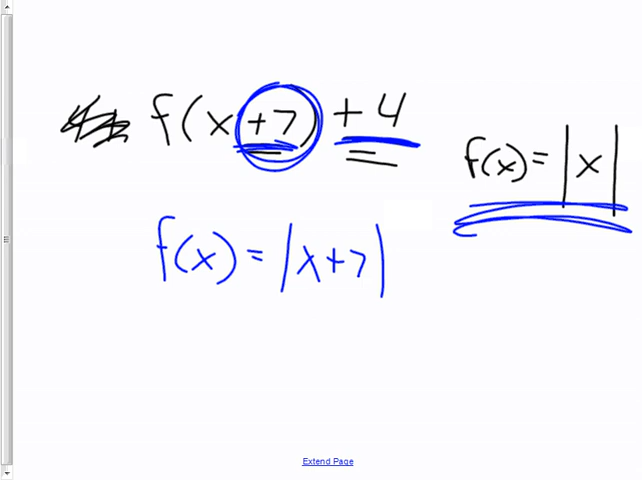 f(x+7)+4
f(x)=|x|
f(x)=|x+7|
Extend Page